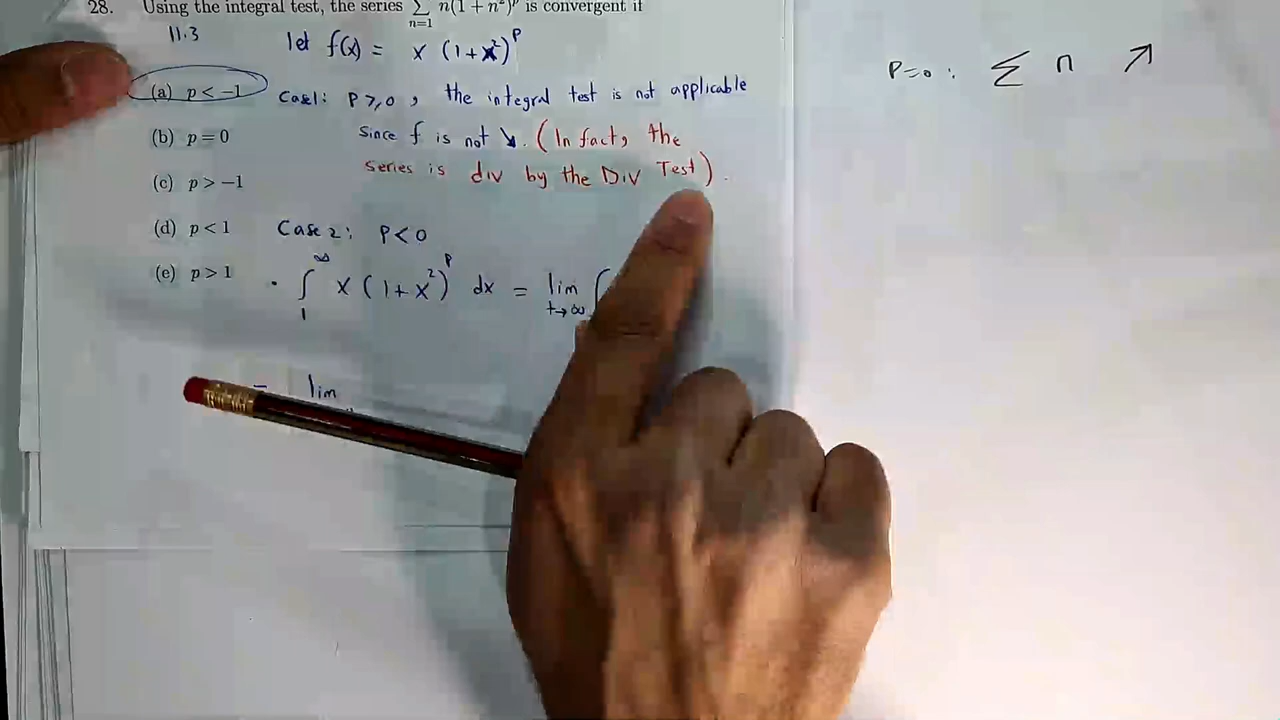 28. Using the integral test, the series ∑ n(1 + n²)ᵖ is convergent if
n=1
11.3 let f(x) = x (1+x²)ᵖ
(a) p < −1 Case1: P≥0, the integral test is not applicable
(b) p = 0 since f is not ↘. (In fact, the
series is div by the Div Test).
(c) p > −1
(d) p < 1 Case 2: P<0
(e) p > 1 · ∫₁^∞ x (1+x²)ᵖ dx = lim ∫
t→∞
= lim
P=0 : ∑ n ↗